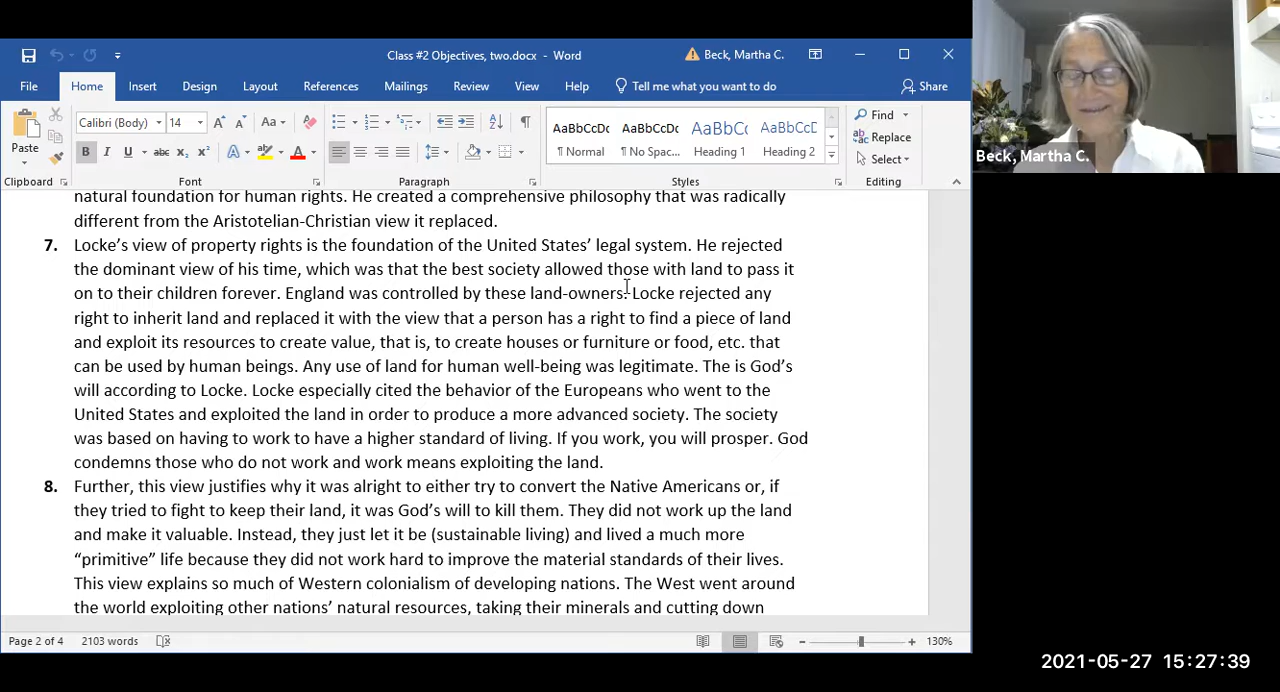 Class #2 Objectives, two.docx - Word
Beck, Martha C.
File Home Insert Design Layout References Mailings Review View Help Tell me what you want to do Share
Calibri (Body) 14
Find
Replace
Select
Paste
AaBbCcDc AaBbCcDc AaBbCc AaBbCcD
¶ Normal ¶ No Spac... Heading 1 Heading 2
Clipboard Font Paragraph Styles Editing
natural foundation for human rights. He created a comprehensive philosophy that was radically
different from the Aristotelian-Christian view it replaced.
7. Locke's view of property rights is the foundation of the United States' legal system. He rejected
the dominant view of his time, which was that the best society allowed those with land to pass it
on to their children forever. England was controlled by these land-owners. Locke rejected any
right to inherit land and replaced it with the view that a person has a right to find a piece of land
and exploit its resources to create value, that is, to create houses or furniture or food, etc. that
can be used by human beings. Any use of land for human well-being was legitimate. The is God's
will according to Locke. Locke especially cited the behavior of the Europeans who went to the
United States and exploited the land in order to produce a more advanced society. The society
was based on having to work to have a higher standard of living. If you work, you will prosper. God
condemns those who do not work and work means exploiting the land.
8. Further, this view justifies why it was alright to either try to convert the Native Americans or, if
they tried to fight to keep their land, it was God's will to kill them. They did not work up the land
and make it valuable. Instead, they just let it be (sustainable living) and lived a much more
“primitive” life because they did not work hard to improve the material standards of their lives.
This view explains so much of Western colonialism of developing nations. The West went around
the world exploiting other nations' natural resources, taking their minerals and cutting down
Page 2 of 4 2103 words 130%
Beck, Martha C.
2021-05-27 15:27:39